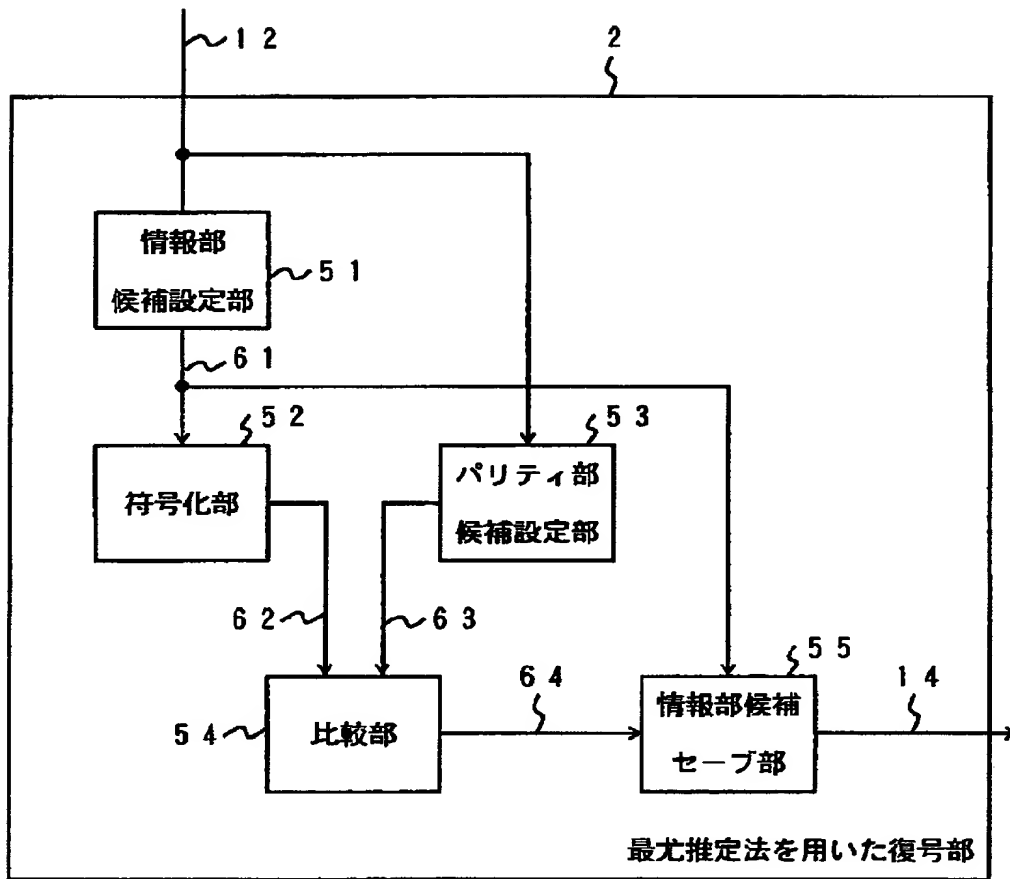 12
2
情報部
候補設定部
51
61
52
53
符号化部
パリティ部
候補設定部
62
63
55
64
14
54
比較部
情報部候補
セーブ部
最尤推定法を用いた復号部